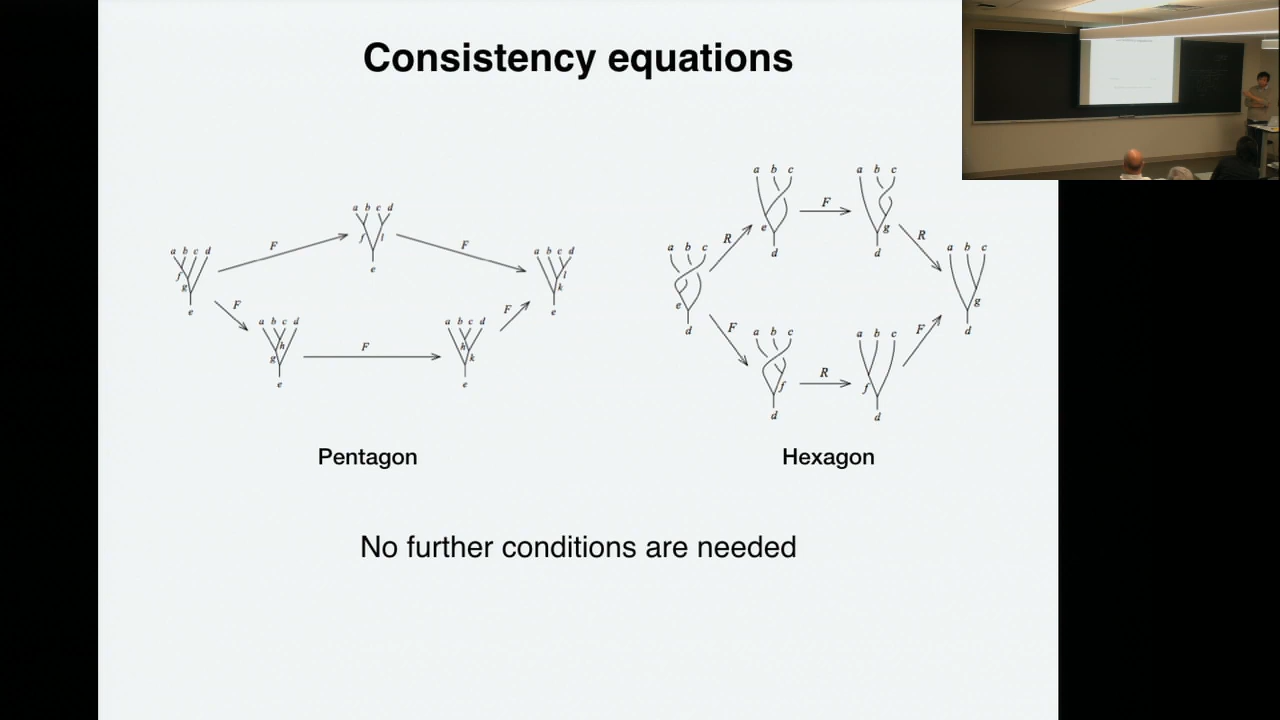 Consistency equations
a b c d
f
g
e
F
a b c d
f l
e
F
a b c d
l
k
e
F
a b c d
h
g
e
F
a b c d
h
k
e
F
Pentagon
a b c
e
d
R
a b c
e
d
F
a b c
g
d
R
a b c
g
d
F
a b c
f
d
R
a b c
f
d
F
Hexagon
No further conditions are needed